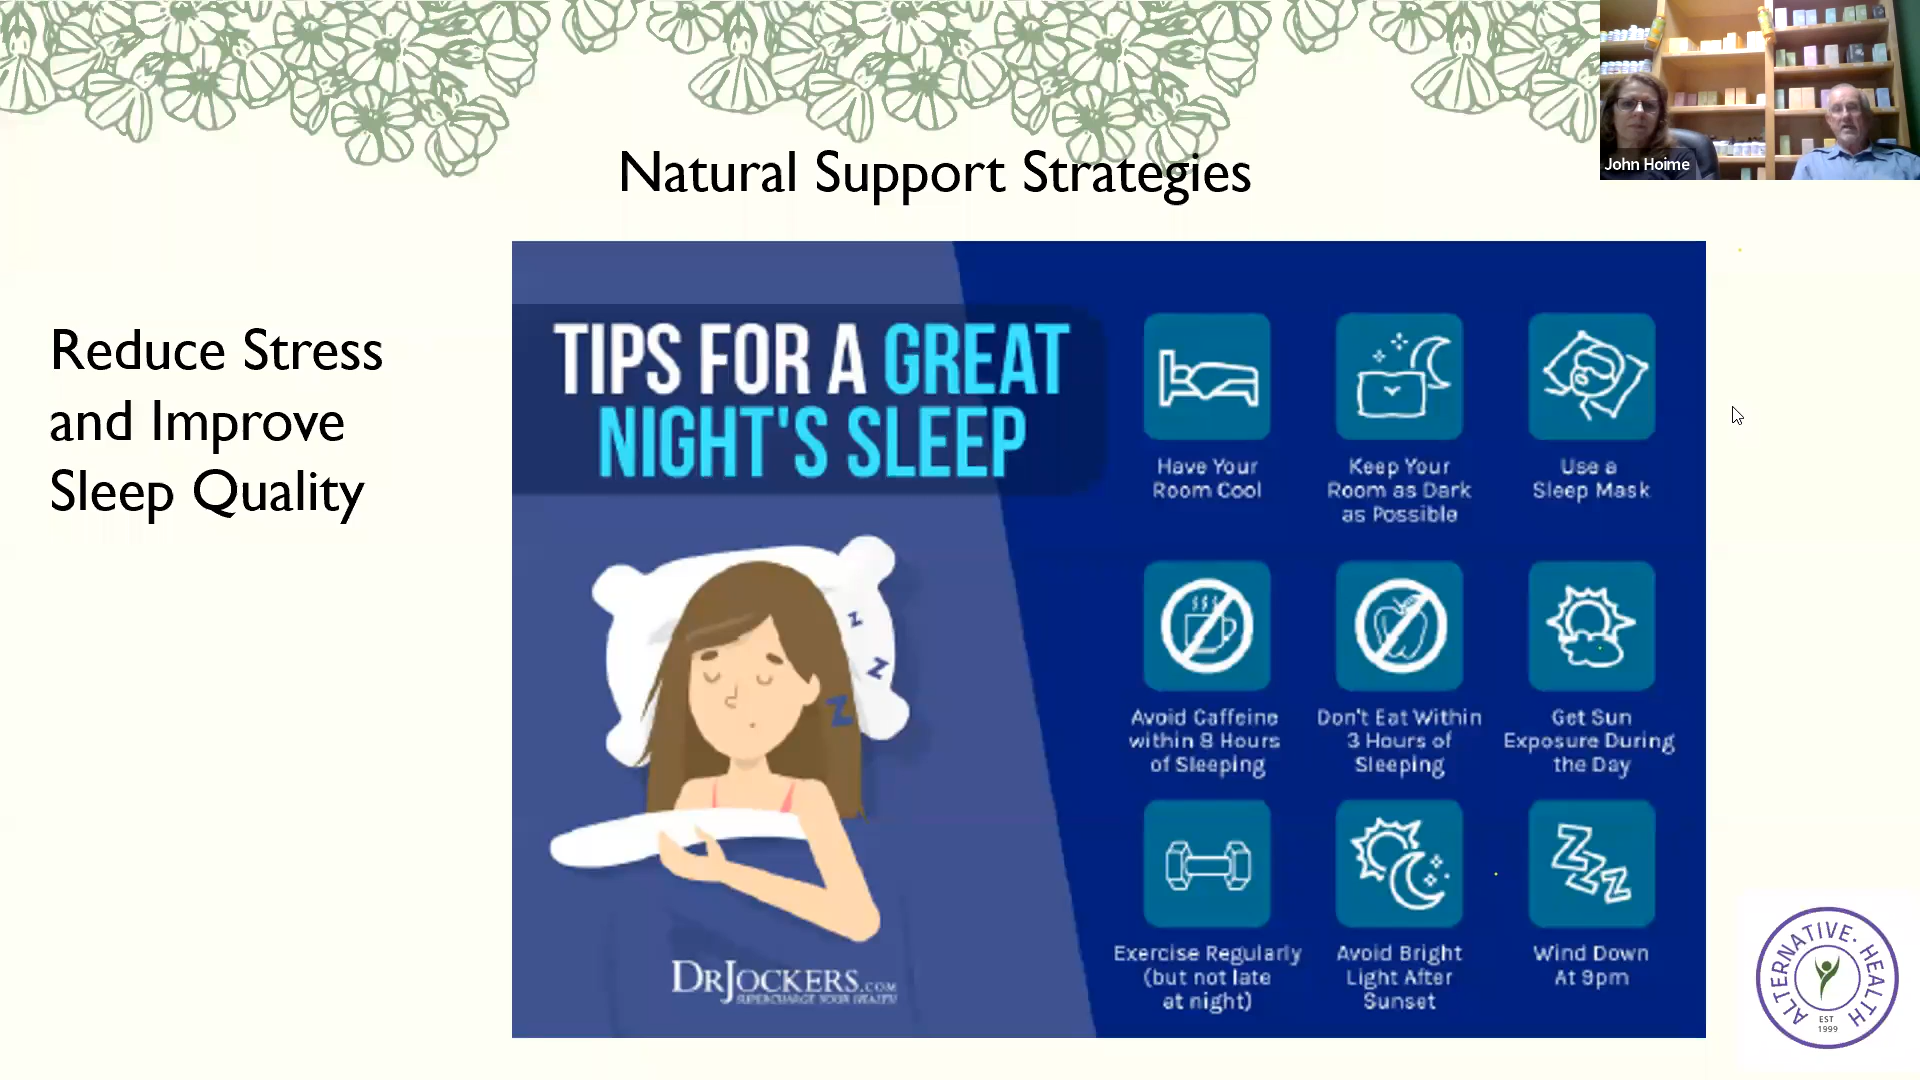 Natural Support Strategies
John Hoime
Reduce Stress
and Improve
Sleep Quality
TIPS FOR A GREAT
NIGHT'S SLEEP
Have Your
Room Cool
Keep Your
Room as Dark
as Possible
Use a
Sleep Mask
Avoid Caffeine
within 8 Hours
of Sleeping
Don't Eat Within
3 Hours of
Sleeping
Get Sun
Exposure During
the Day
Exercise Regularly
(but not late
at night)
Avoid Bright
Light After
Sunset
Wind Down
At 9pm
z
z
z
Z
Z
Z
DRJOCKERS.COM
SUPERCHARGE YOUR HEALTH
ALTERNATIVE · HEALTH
EST
1999